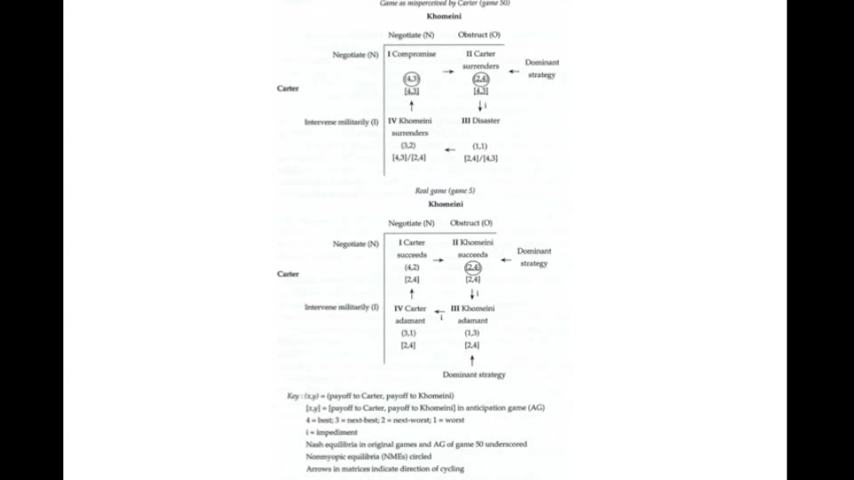 Game as misperceived by Carter (game 50)
Khomeini
Negotiate (N) Obstruct (O)
Negotiate (N) I Compromise II Carter
surrenders Dominant
(4,3) → (2,4) ← strategy
Carter [4,3] [4,3]
↑ ↓ i
Intervene militarily (I) IV Khomeini III Disaster
surrenders
(3,2) ← (1,1)
[4,3]/[2,4] [2,4]/[4,3]
Real game (game 5)
Khomeini
Negotiate (N) Obstruct (O)
Negotiate (N) I Carter II Khomeini
succeeds → succeeds ← Dominant
(4,2) (2,4) strategy
Carter [2,4] [2,4]
↑ ↓ i
Intervene militarily (I) IV Carter ← III Khomeini
adamant i adamant
(3,1) (1,3)
[2,4] [2,4]
↑
Dominant strategy
Key : (x,y) = (payoff to Carter, payoff to Khomeini)
[x,y] = [payoff to Carter, payoff to Khomeini] in anticipation game (AG)
4 = best; 3 = next-best; 2 = next-worst; 1 = worst
i = impediment
Nash equilibria in original games and AG of game 50 underscored
Nonmyopic equilibria (NMEs) circled
Arrows in matrices indicate direction of cycling